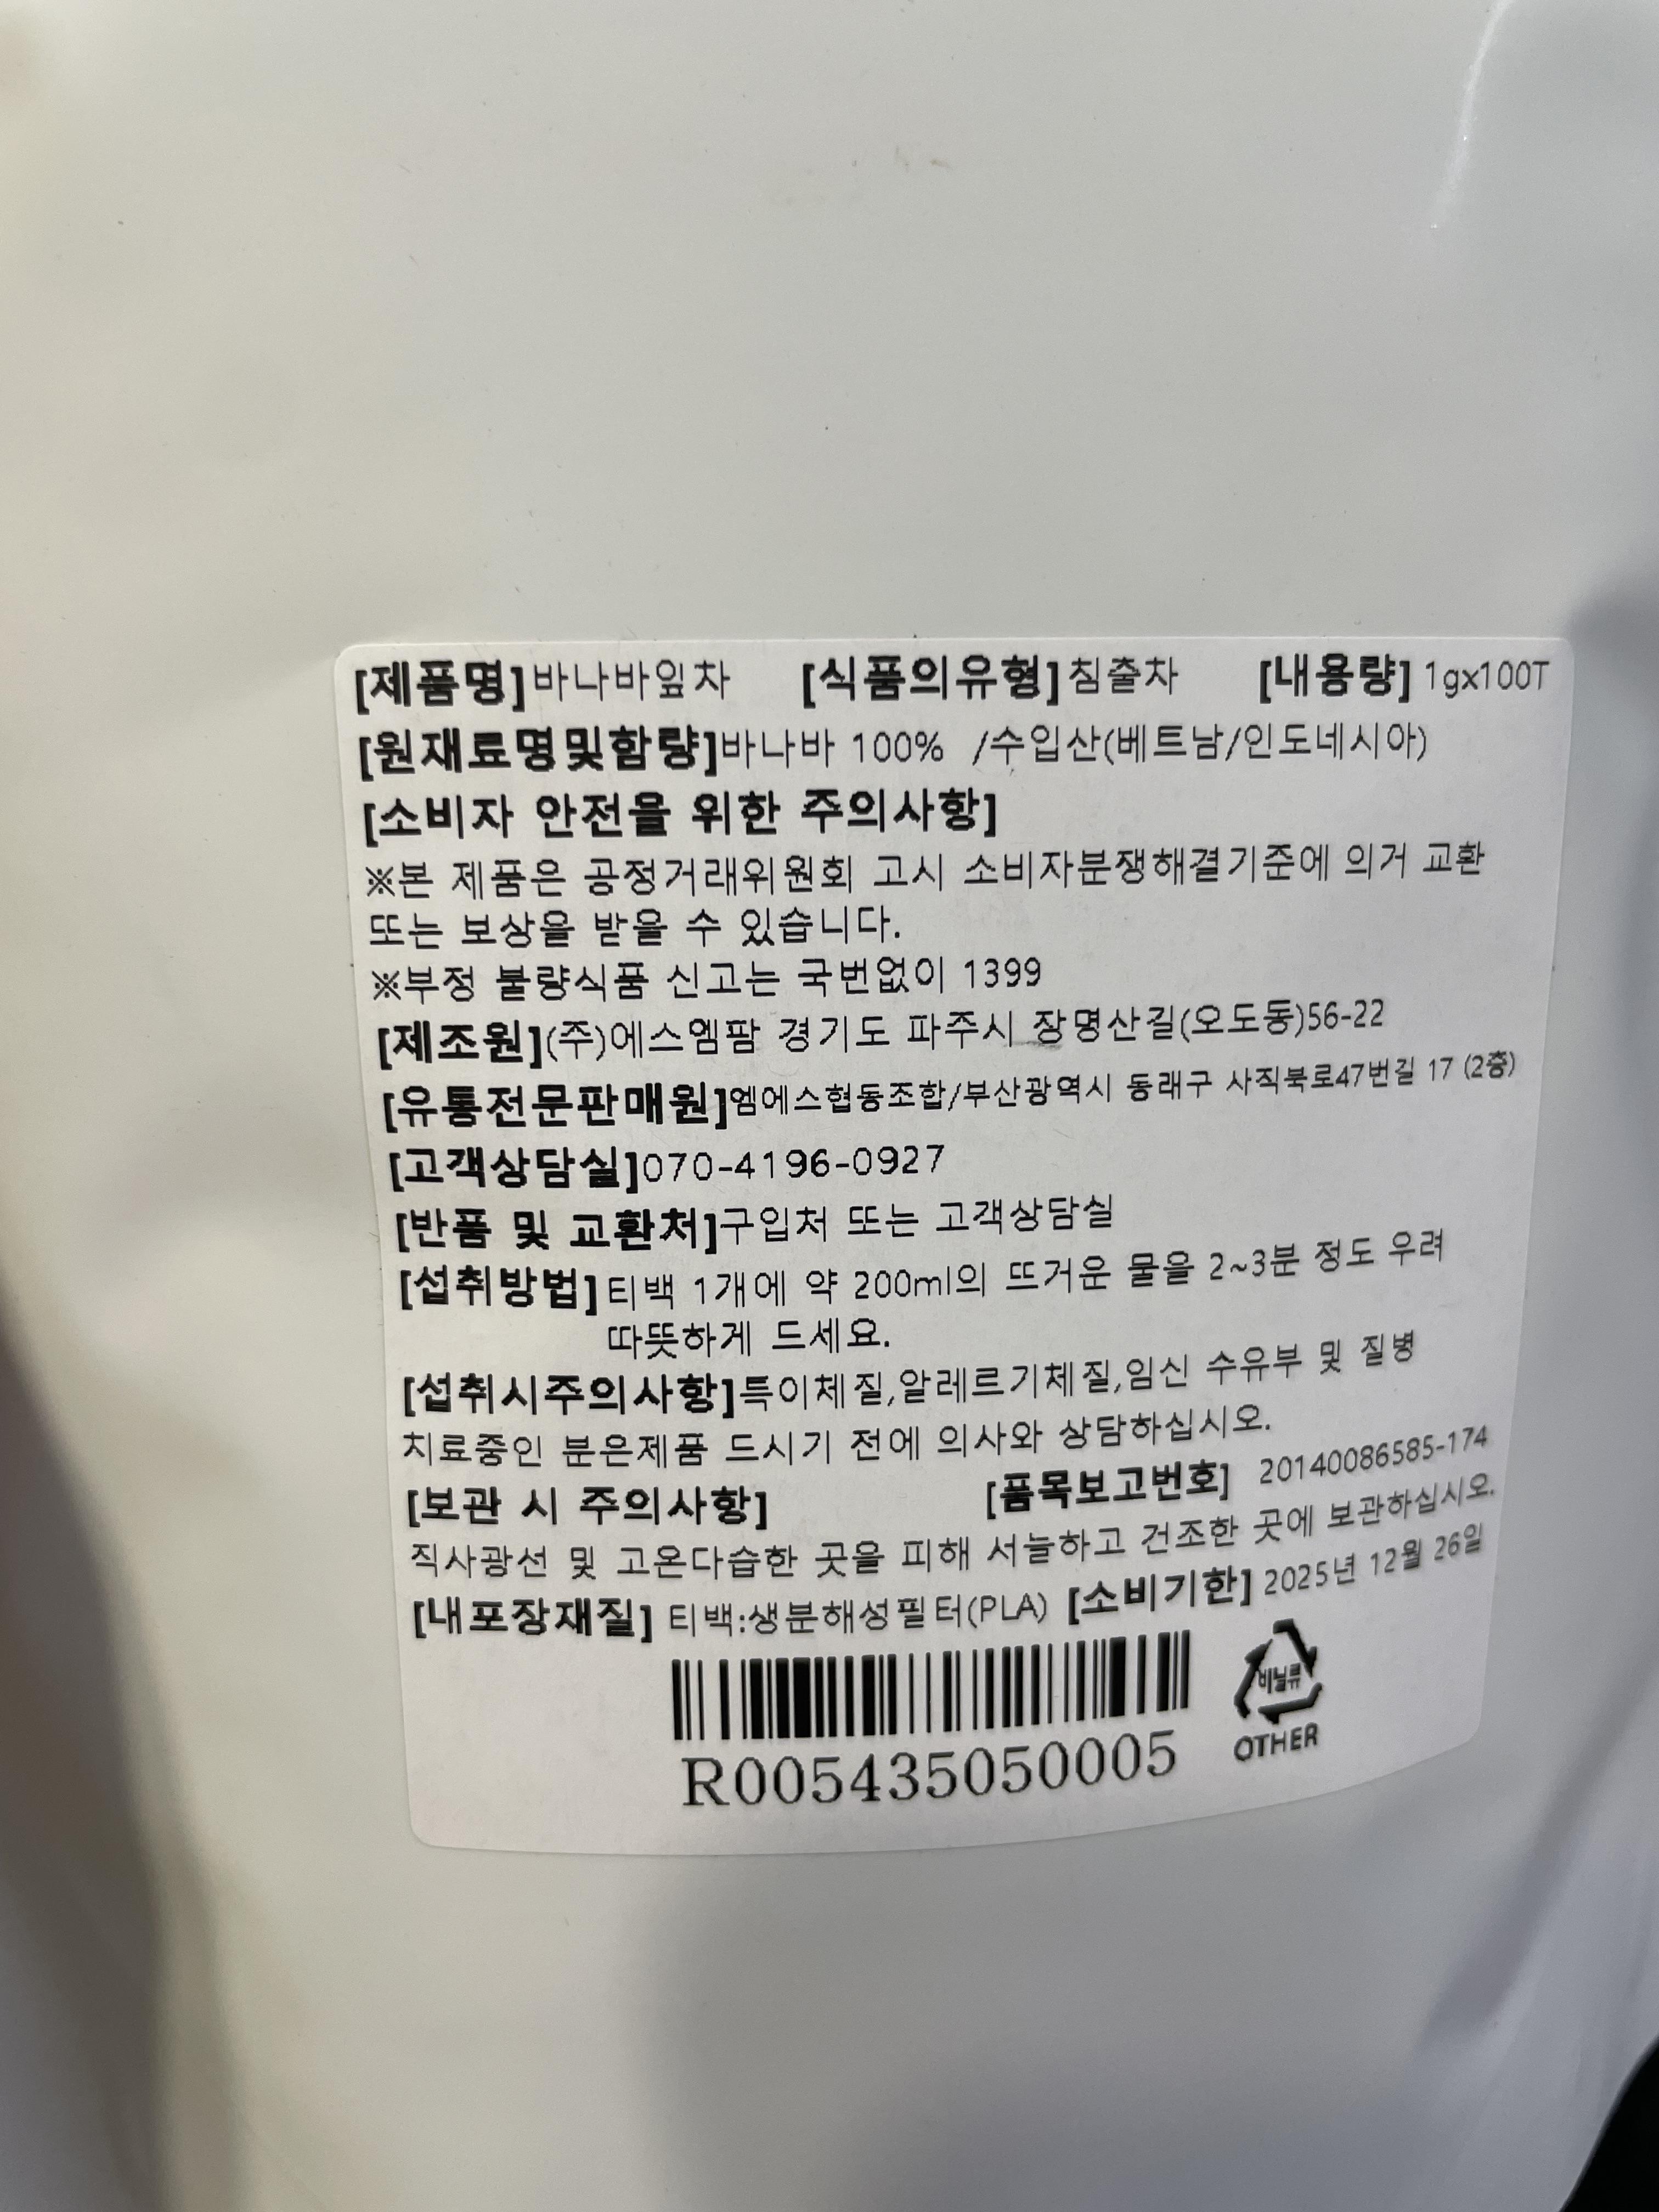 [제품명]바나바잎차 [식품의유형]침출차 [내용량]1gx100T
[원재료명및함량]바나바 100% /수입산(베트남/인도네시아)
[소비자 안전을 위한 주의사항]
※본 제품은 공정거래위원회 고시 소비자분쟁해결기준에 의거 교환
또는 보상을 받을 수 있습니다.
※부정 불량식품 신고는 국번없이 1399
[제조원](주)에스엠팜 경기도 파주시 장명산길(오도동)56-22
[유통전문판매원]엠에스협동조합/부산광역시 동래구 사직북로47번길 17 (2층)
[고객상담실]070-4196-0927
[반품 및 교환처]구입처 또는 고객상담실
[섭취방법]티백 1개에 약 200ml의 뜨거운 물을 2~3분 정도 우려
따뜻하게 드세요.
[섭취시주의사항]특이체질,알레르기체질,임신 수유부 및 질병
치료중인 분은제품 드시기 전에 의사와 상담하십시오.
[보관 시 주의사항] [품목보고번호] 20140086585-174
직사광선 및 고온다습한 곳을 피해 서늘하고 건조한 곳에 보관하십시오.
[내포장재질] 티백:생분해성필터(PLA) [소비기한] 2025년 12월 26일
비닐류
OTHER
R005435050005